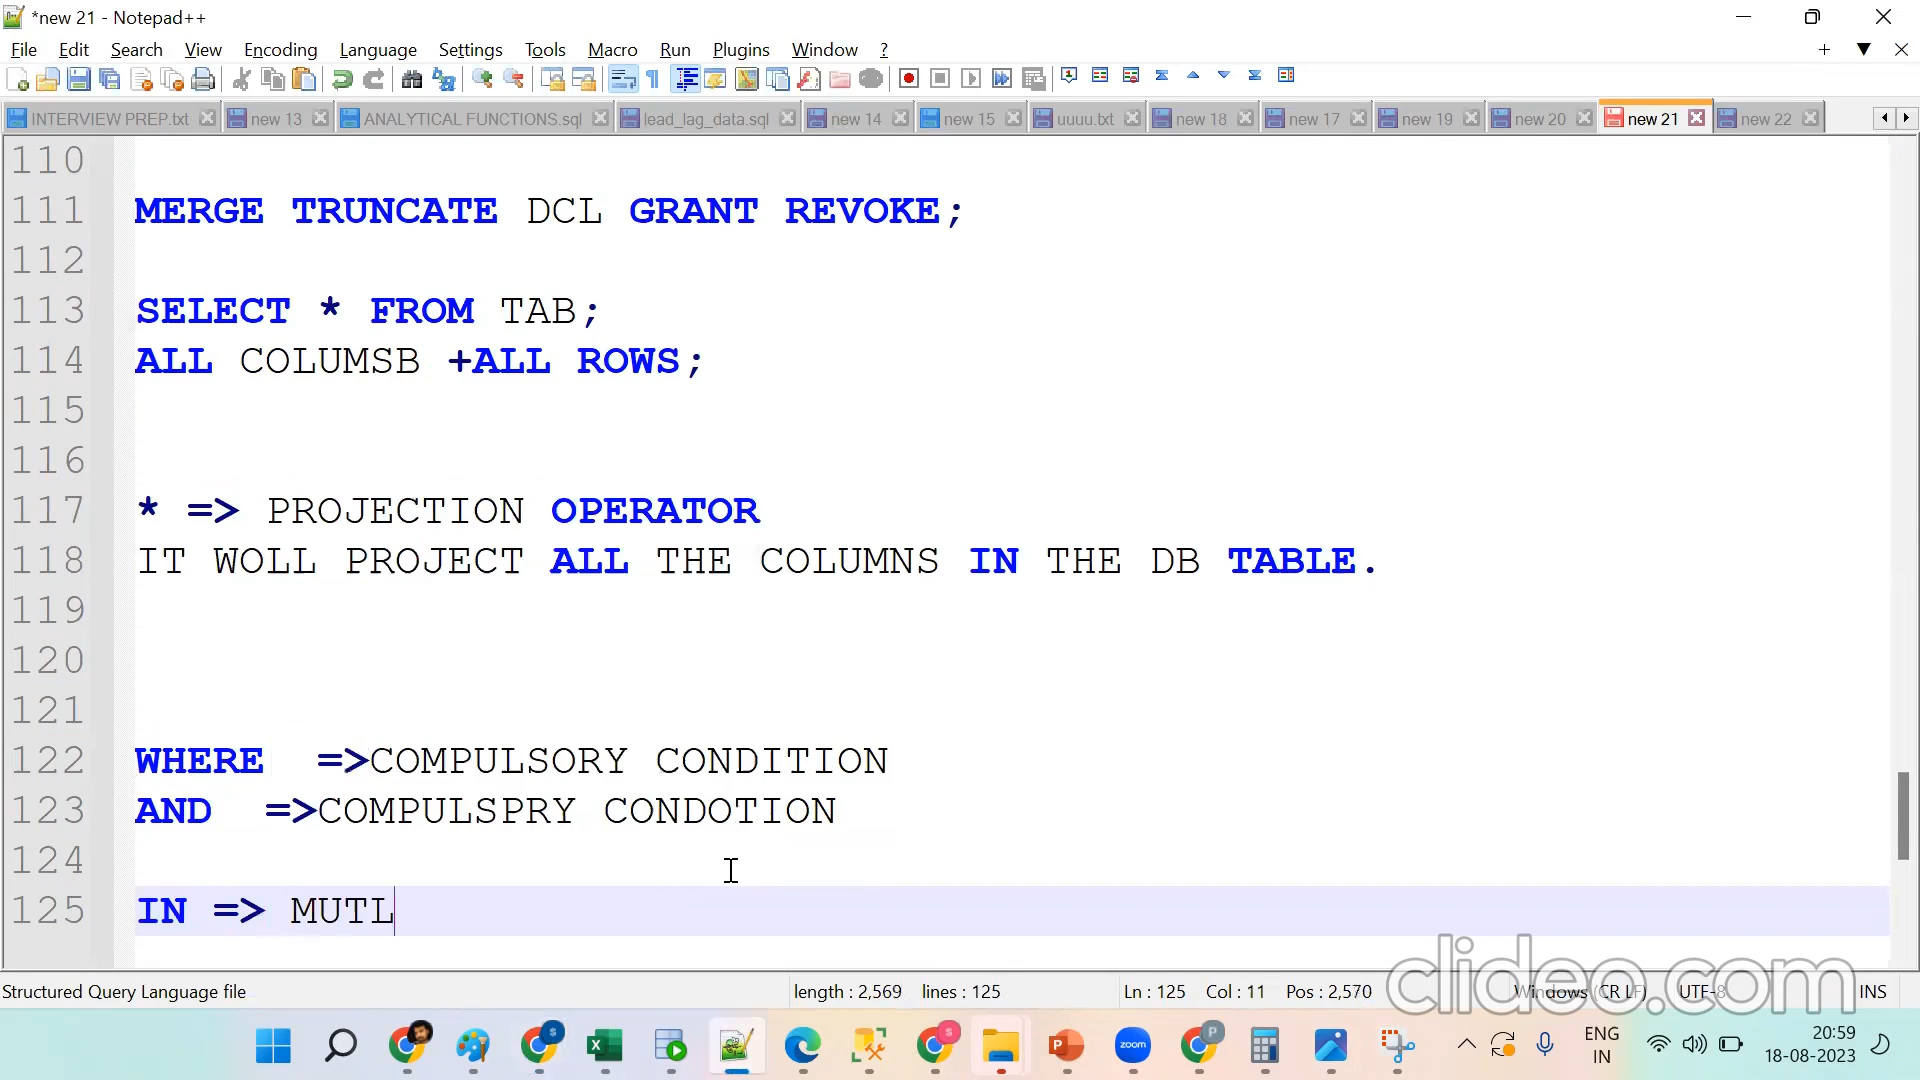 *new 21 - Notepad++
File Edit Search View Encoding Language Settings Tools Macro Run Plugins Window ?
INTERVIEW PREP.txt new 13 ANALYTICAL FUNCTIONS.sql lead_lag_data.sql new 14 new 15 uuuu.txt new 18 new 17 new 19 new 20 new 21 new 22
110
111 MERGE TRUNCATE DCL GRANT REVOKE;
112
113 SELECT * FROM TAB;
114 ALL COLUMSB +ALL ROWS;
115
116
117 * => PROJECTION OPERATOR
118 IT WOLL PROJECT ALL THE COLUMNS IN THE DB TABLE.
119
120
121
122 WHERE =>COMPULSORY CONDITION
123 AND =>COMPULSPRY CONDOTION
124
125 IN => MUTL
clideo.com
Structured Query Language file length : 2,569 lines : 125 Ln : 125 Col : 11 Pos : 2,570 Windows (CR LF) UTF-8 INS
zoom
ENG
IN
20:59
18-08-2023